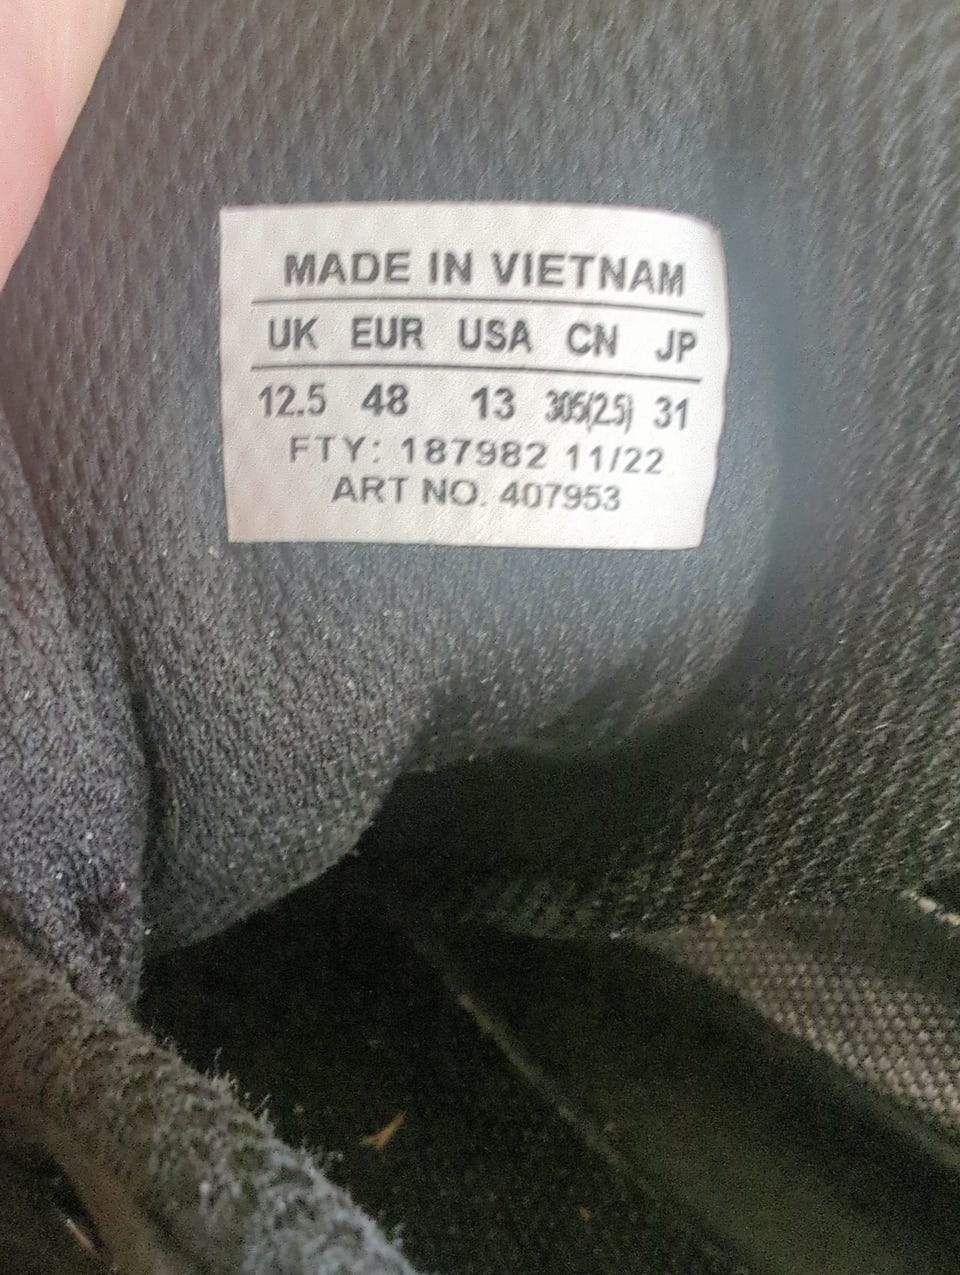 MADE IN VIETNAM
UK EUR USA CN JP
12.5 48 13 305(2.5) 31
FTY: 187982 11/22
ART NO. 407953